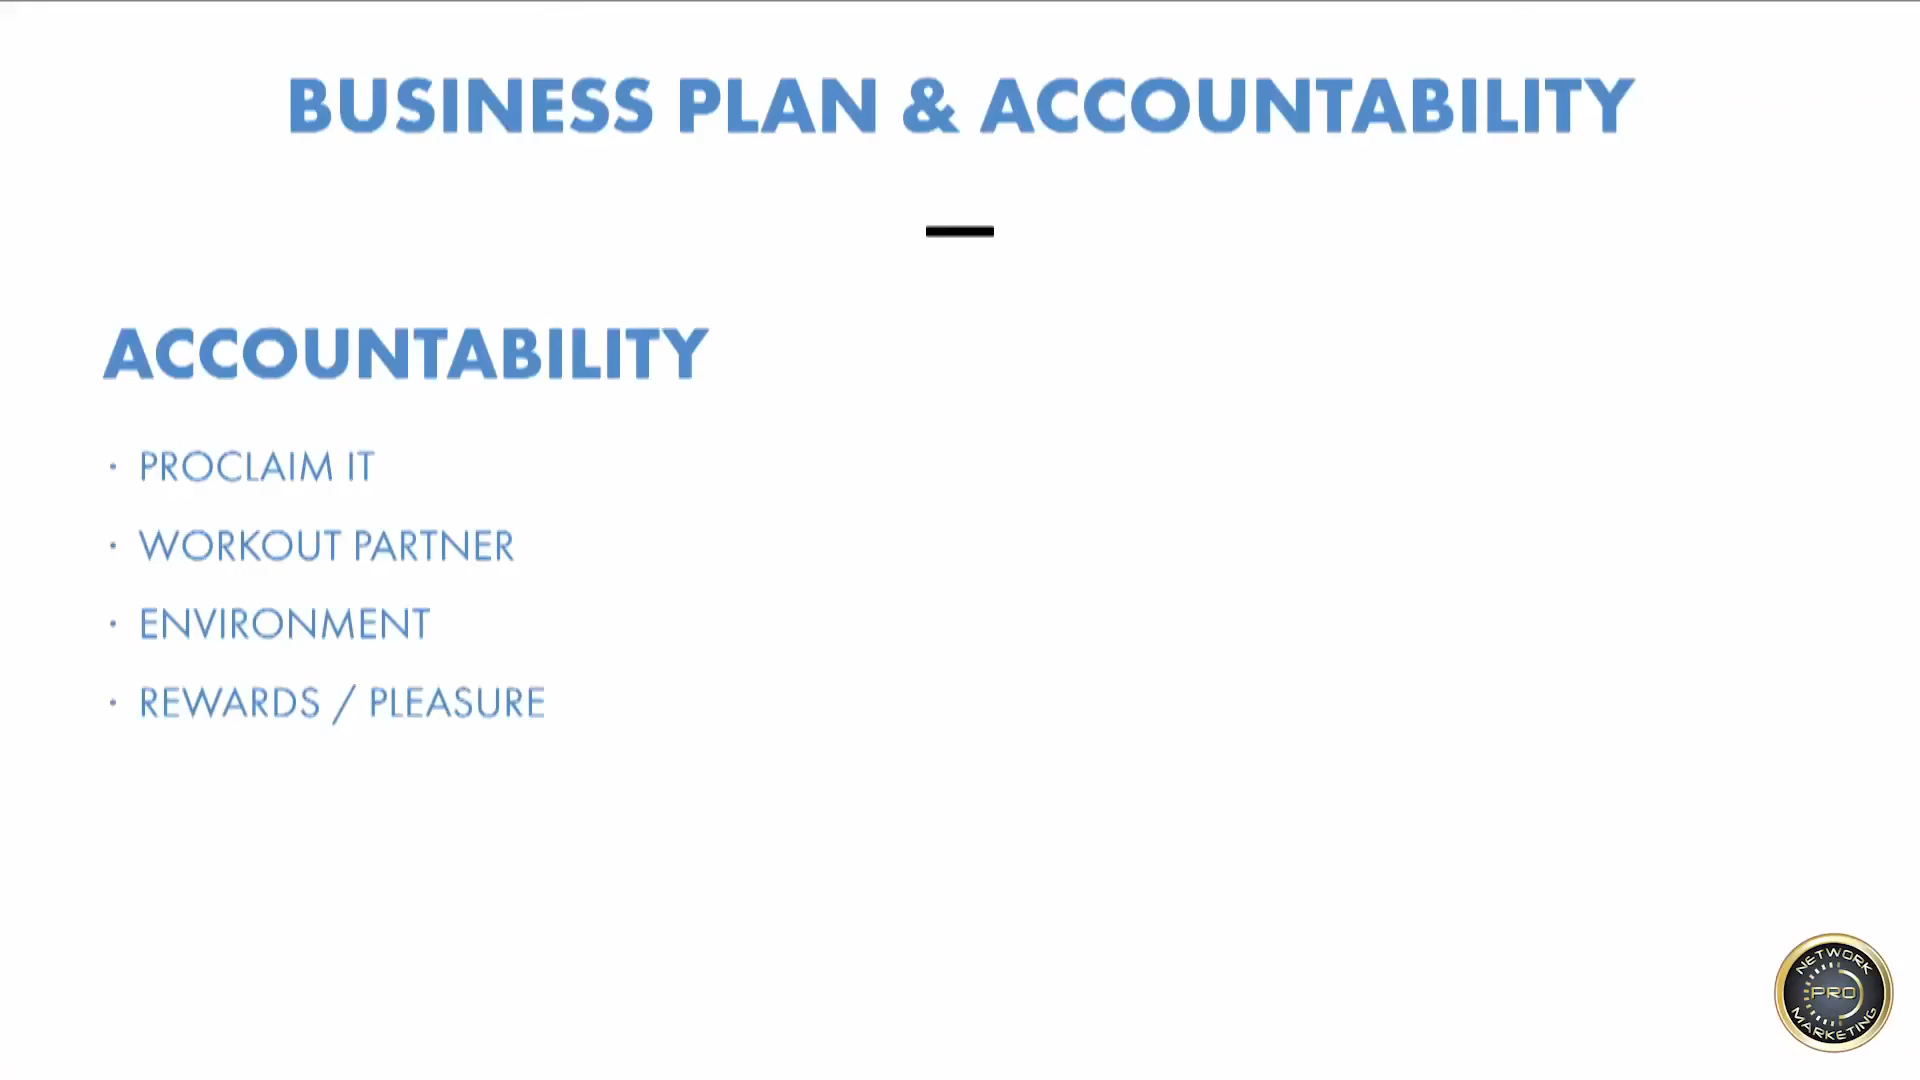 BUSINESS PLAN & ACCOUNTABILITY
ACCOUNTABILITY
· PROCLAIM IT
· WORKOUT PARTNER
· ENVIRONMENT
· REWARDS / PLEASURE
NETWORK
PRO
MARKETING